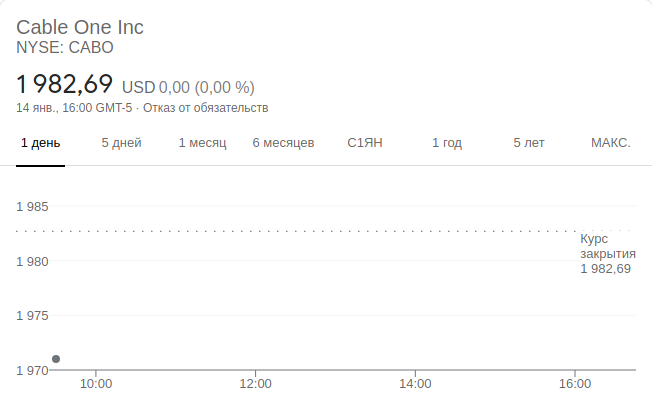 Cable One Inc
NYSE: CABO
1 982,69 USD 0,00 (0,00 %)
14 янв., 16:00 GMT-5 · Отказ от обязательств
1 день 5 дней 1 месяц 6 месяцев С1ЯН 1 год 5 лет МАКС.
1 985
Курс
закрытия
1 982,69
1 980
1 975
1 970
10:00 12:00 14:00 16:00